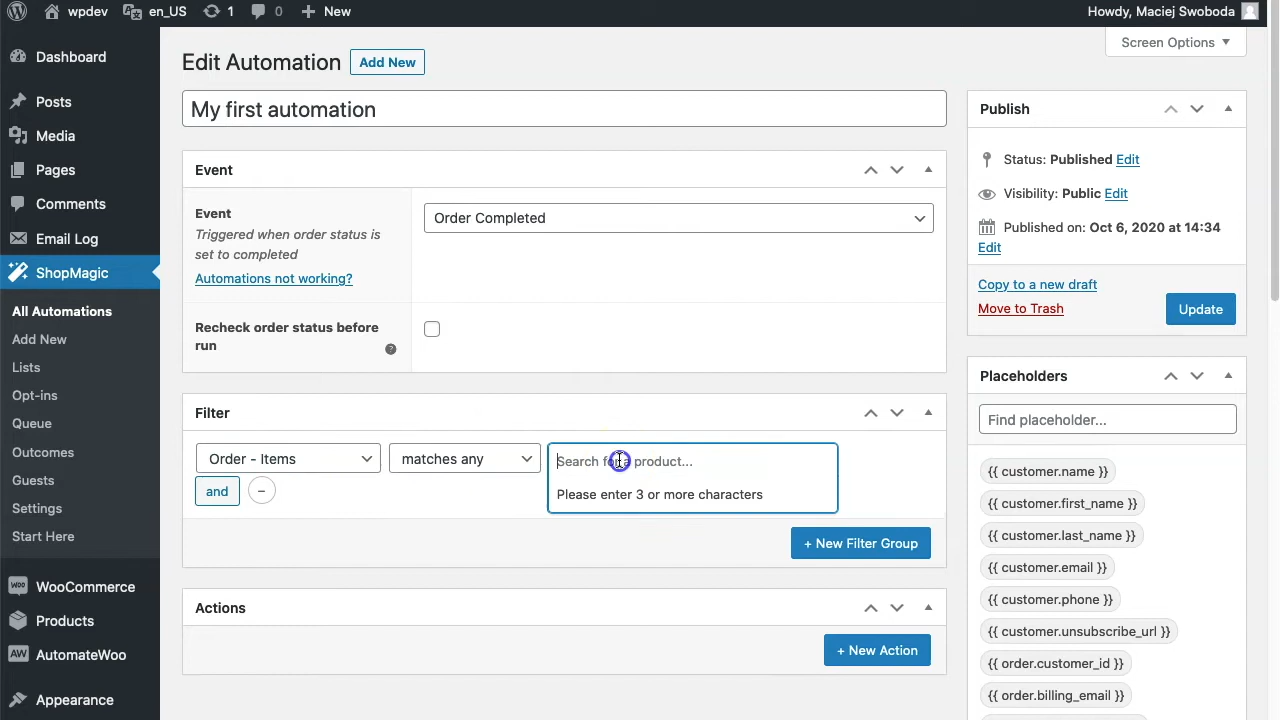 wpdev en_US 1 0 New Howdy, Maciej Swoboda
Dashboard
Posts
Media
Pages
Comments
Email Log
ShopMagic
All Automations
Add New
Lists
Opt-ins
Queue
Outcomes
Guests
Settings
Start Here
WOO WooCommerce
Products
AW AutomateWoo
Appearance
Screen Options
Edit Automation Add New
My first automation
Event
Event
Triggered when order status is
set to completed
Automations not working?
Order Completed
Recheck order status before
run ?
Filter
Order - Items matches any Search for a product...
Please enter 3 or more characters
and −
+ New Filter Group
Actions
+ New Action
Publish
Status: Published Edit
Visibility: Public Edit
Published on: Oct 6, 2020 at 14:34
Edit
Copy to a new draft
Move to Trash Update
Placeholders
Find placeholder...
{{ customer.name }}
{{ customer.first_name }}
{{ customer.last_name }}
{{ customer.email }}
{{ customer.phone }}
{{ customer.unsubscribe_url }}
{{ order.customer_id }}
{{ order.billing_email }}